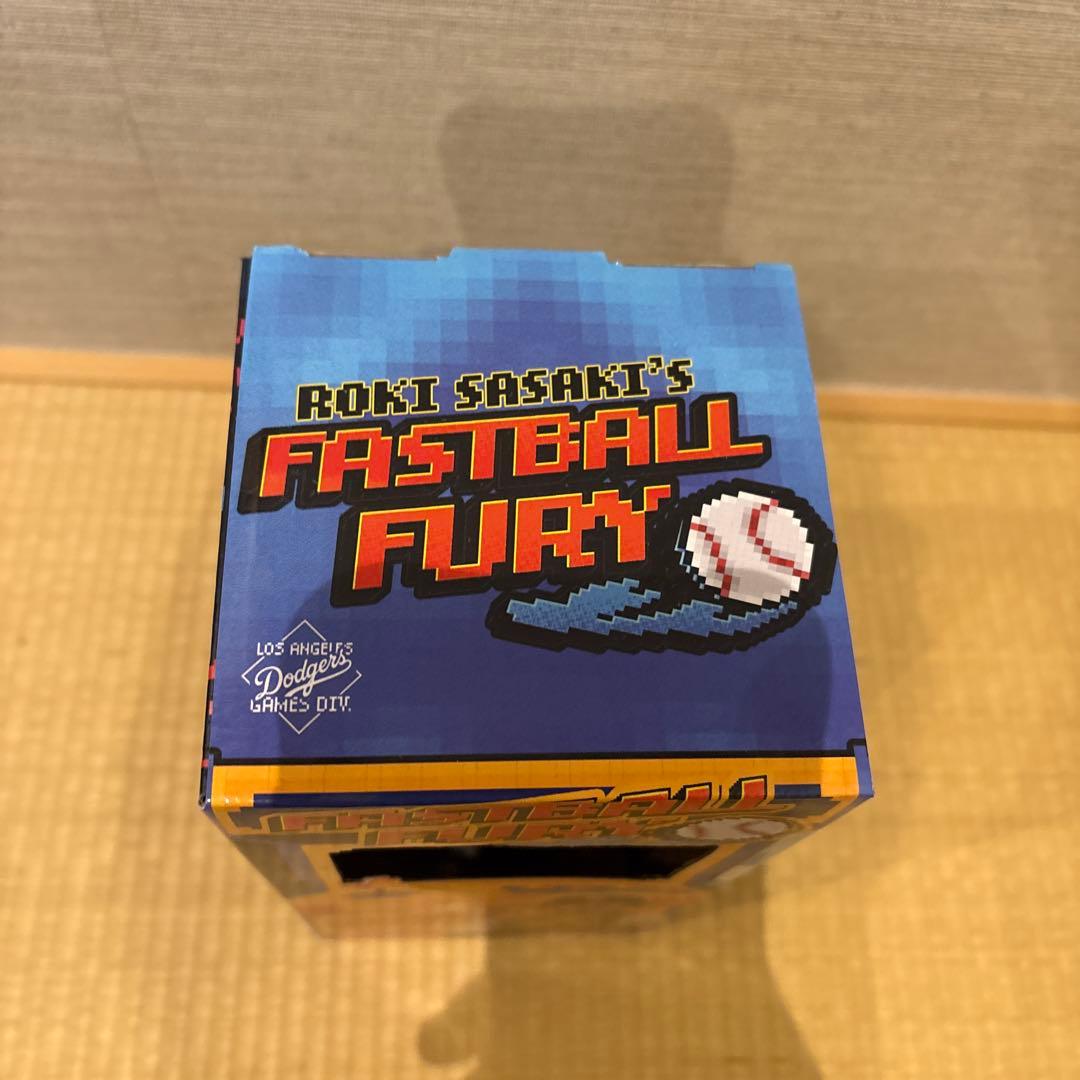 ROKI SASAKI'S
FASTBALL
FURY
LOS ANGELES
Dodgers
GAMES DIV.
FASTBALL
FURY